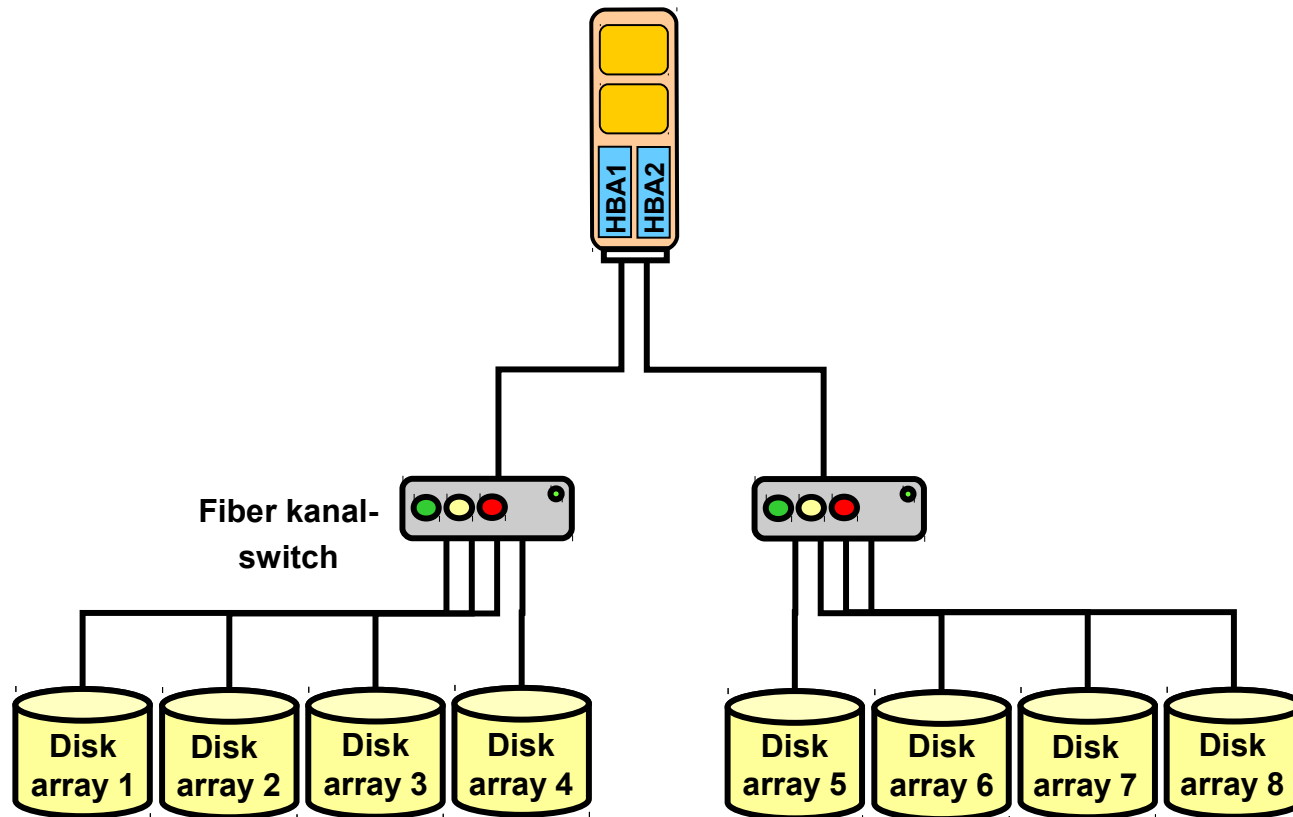 HBA1
HBA2
Fiber kanal-
switch
Disk
array 1
Disk
array 2
Disk
array 3
Disk
array 4
Disk
array 5
Disk
array 6
Disk
array 7
Disk
array 8